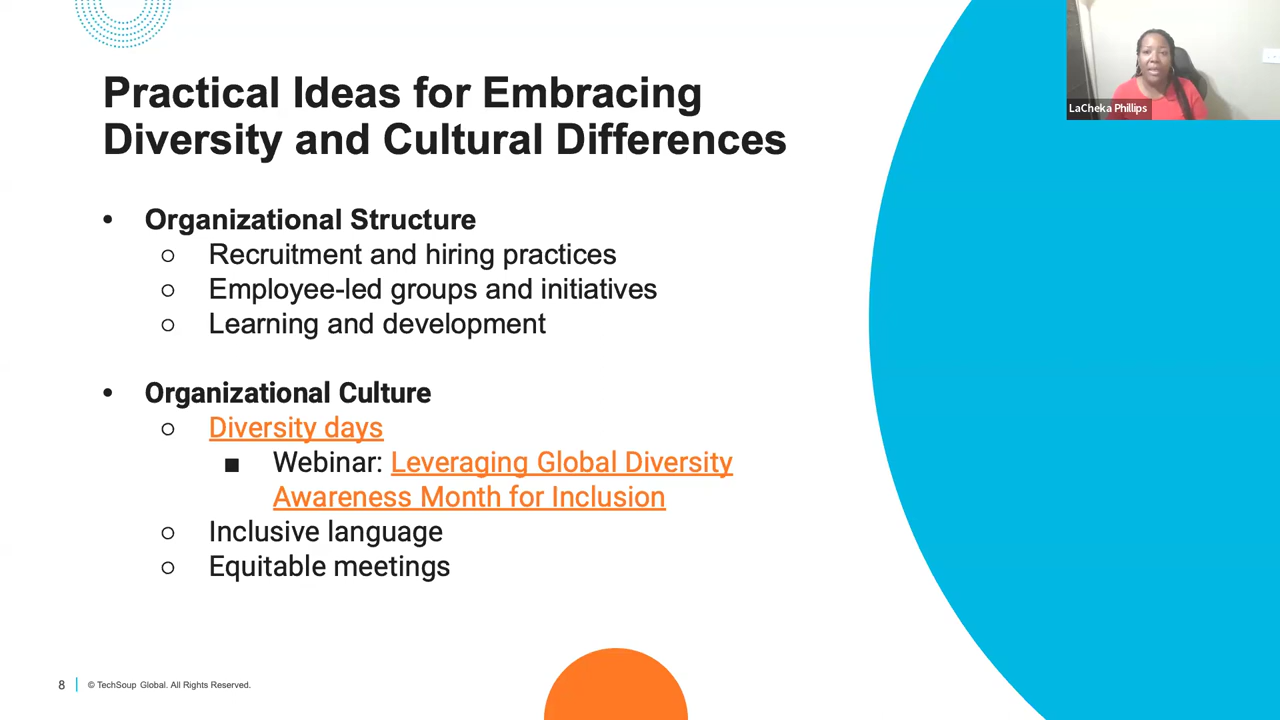 Practical Ideas for Embracing
Diversity and Cultural Differences
LaCheka Phillips
• Organizational Structure
○ Recruitment and hiring practices
○ Employee-led groups and initiatives
○ Learning and development
• Organizational Culture
○ Diversity days
■ Webinar: Leveraging Global Diversity
Awareness Month for Inclusion
○ Inclusive language
○ Equitable meetings
8 | © TechSoup Global. All Rights Reserved.